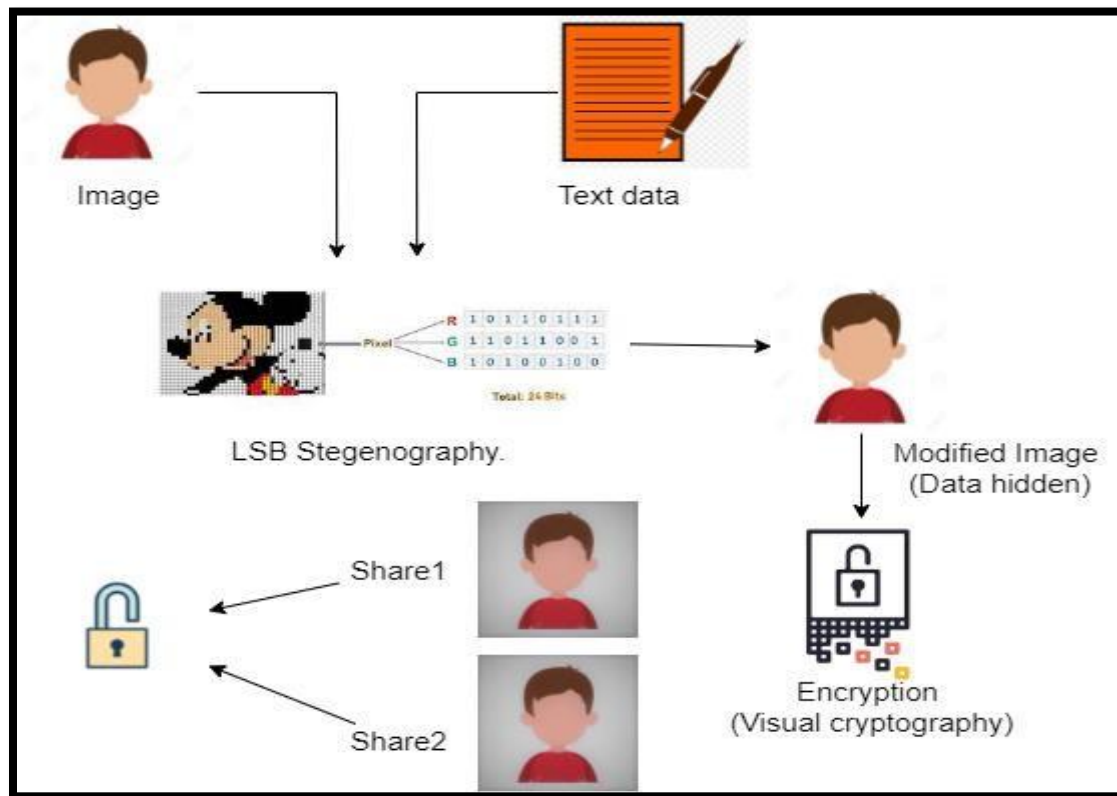 Image
Text data
Pixel
R 1 0 1 1 0 1 1 1
G 1 1 0 1 1 0 0 1
B 1 0 1 0 0 1 0 0
Total: 24 Bits
LSB Stegenography.
Modified Image
(Data hidden)
Share1
Share2
Encryption
(Visual cryptography)